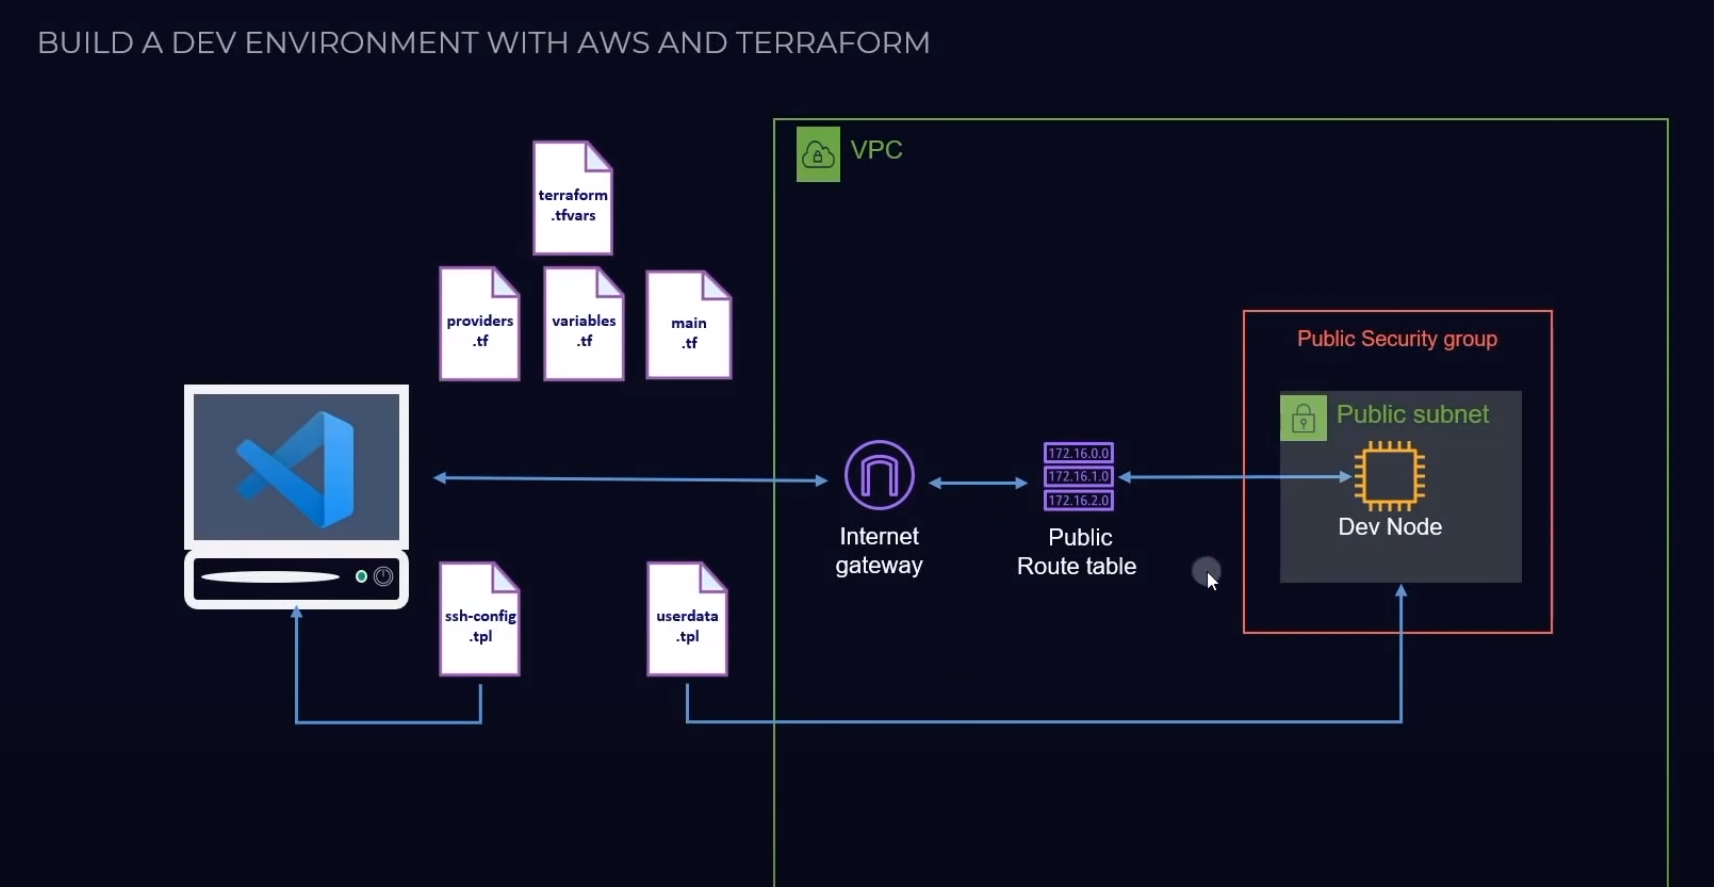 BUILD A DEV ENVIRONMENT WITH AWS AND TERRAFORM
VPC
terraform
.tfvars
providers
.tf
variables
.tf
main
.tf
Public Security group
Public subnet
172.16.0.0
172.16.1.0
172.16.2.0
Dev Node
Internet
gateway
Public
Route table
ssh-config
.tpl
userdata
.tpl